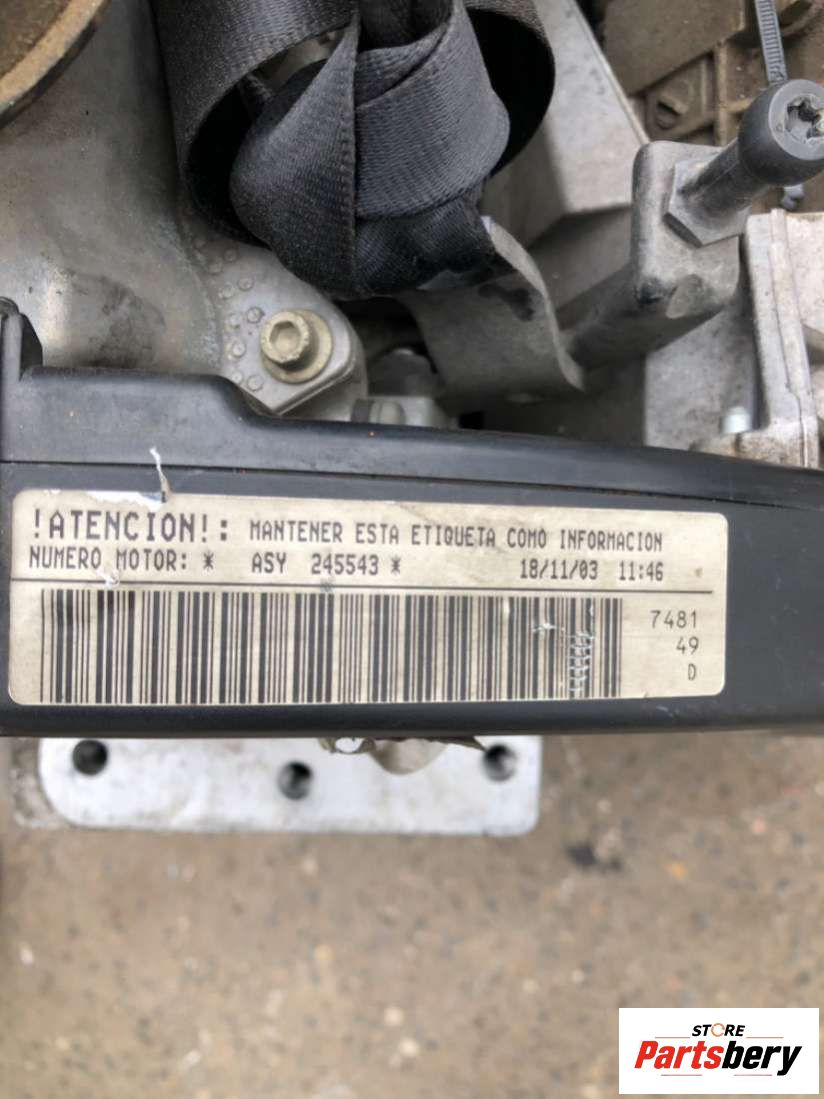 !ATENCION!: MANTENER ESTA ETIQUETA COMO INFORMACION
NUMERO MOTOR: * ASY 245543 * 18/11/03 11:46
7481
49
D
STORE
Partsbery